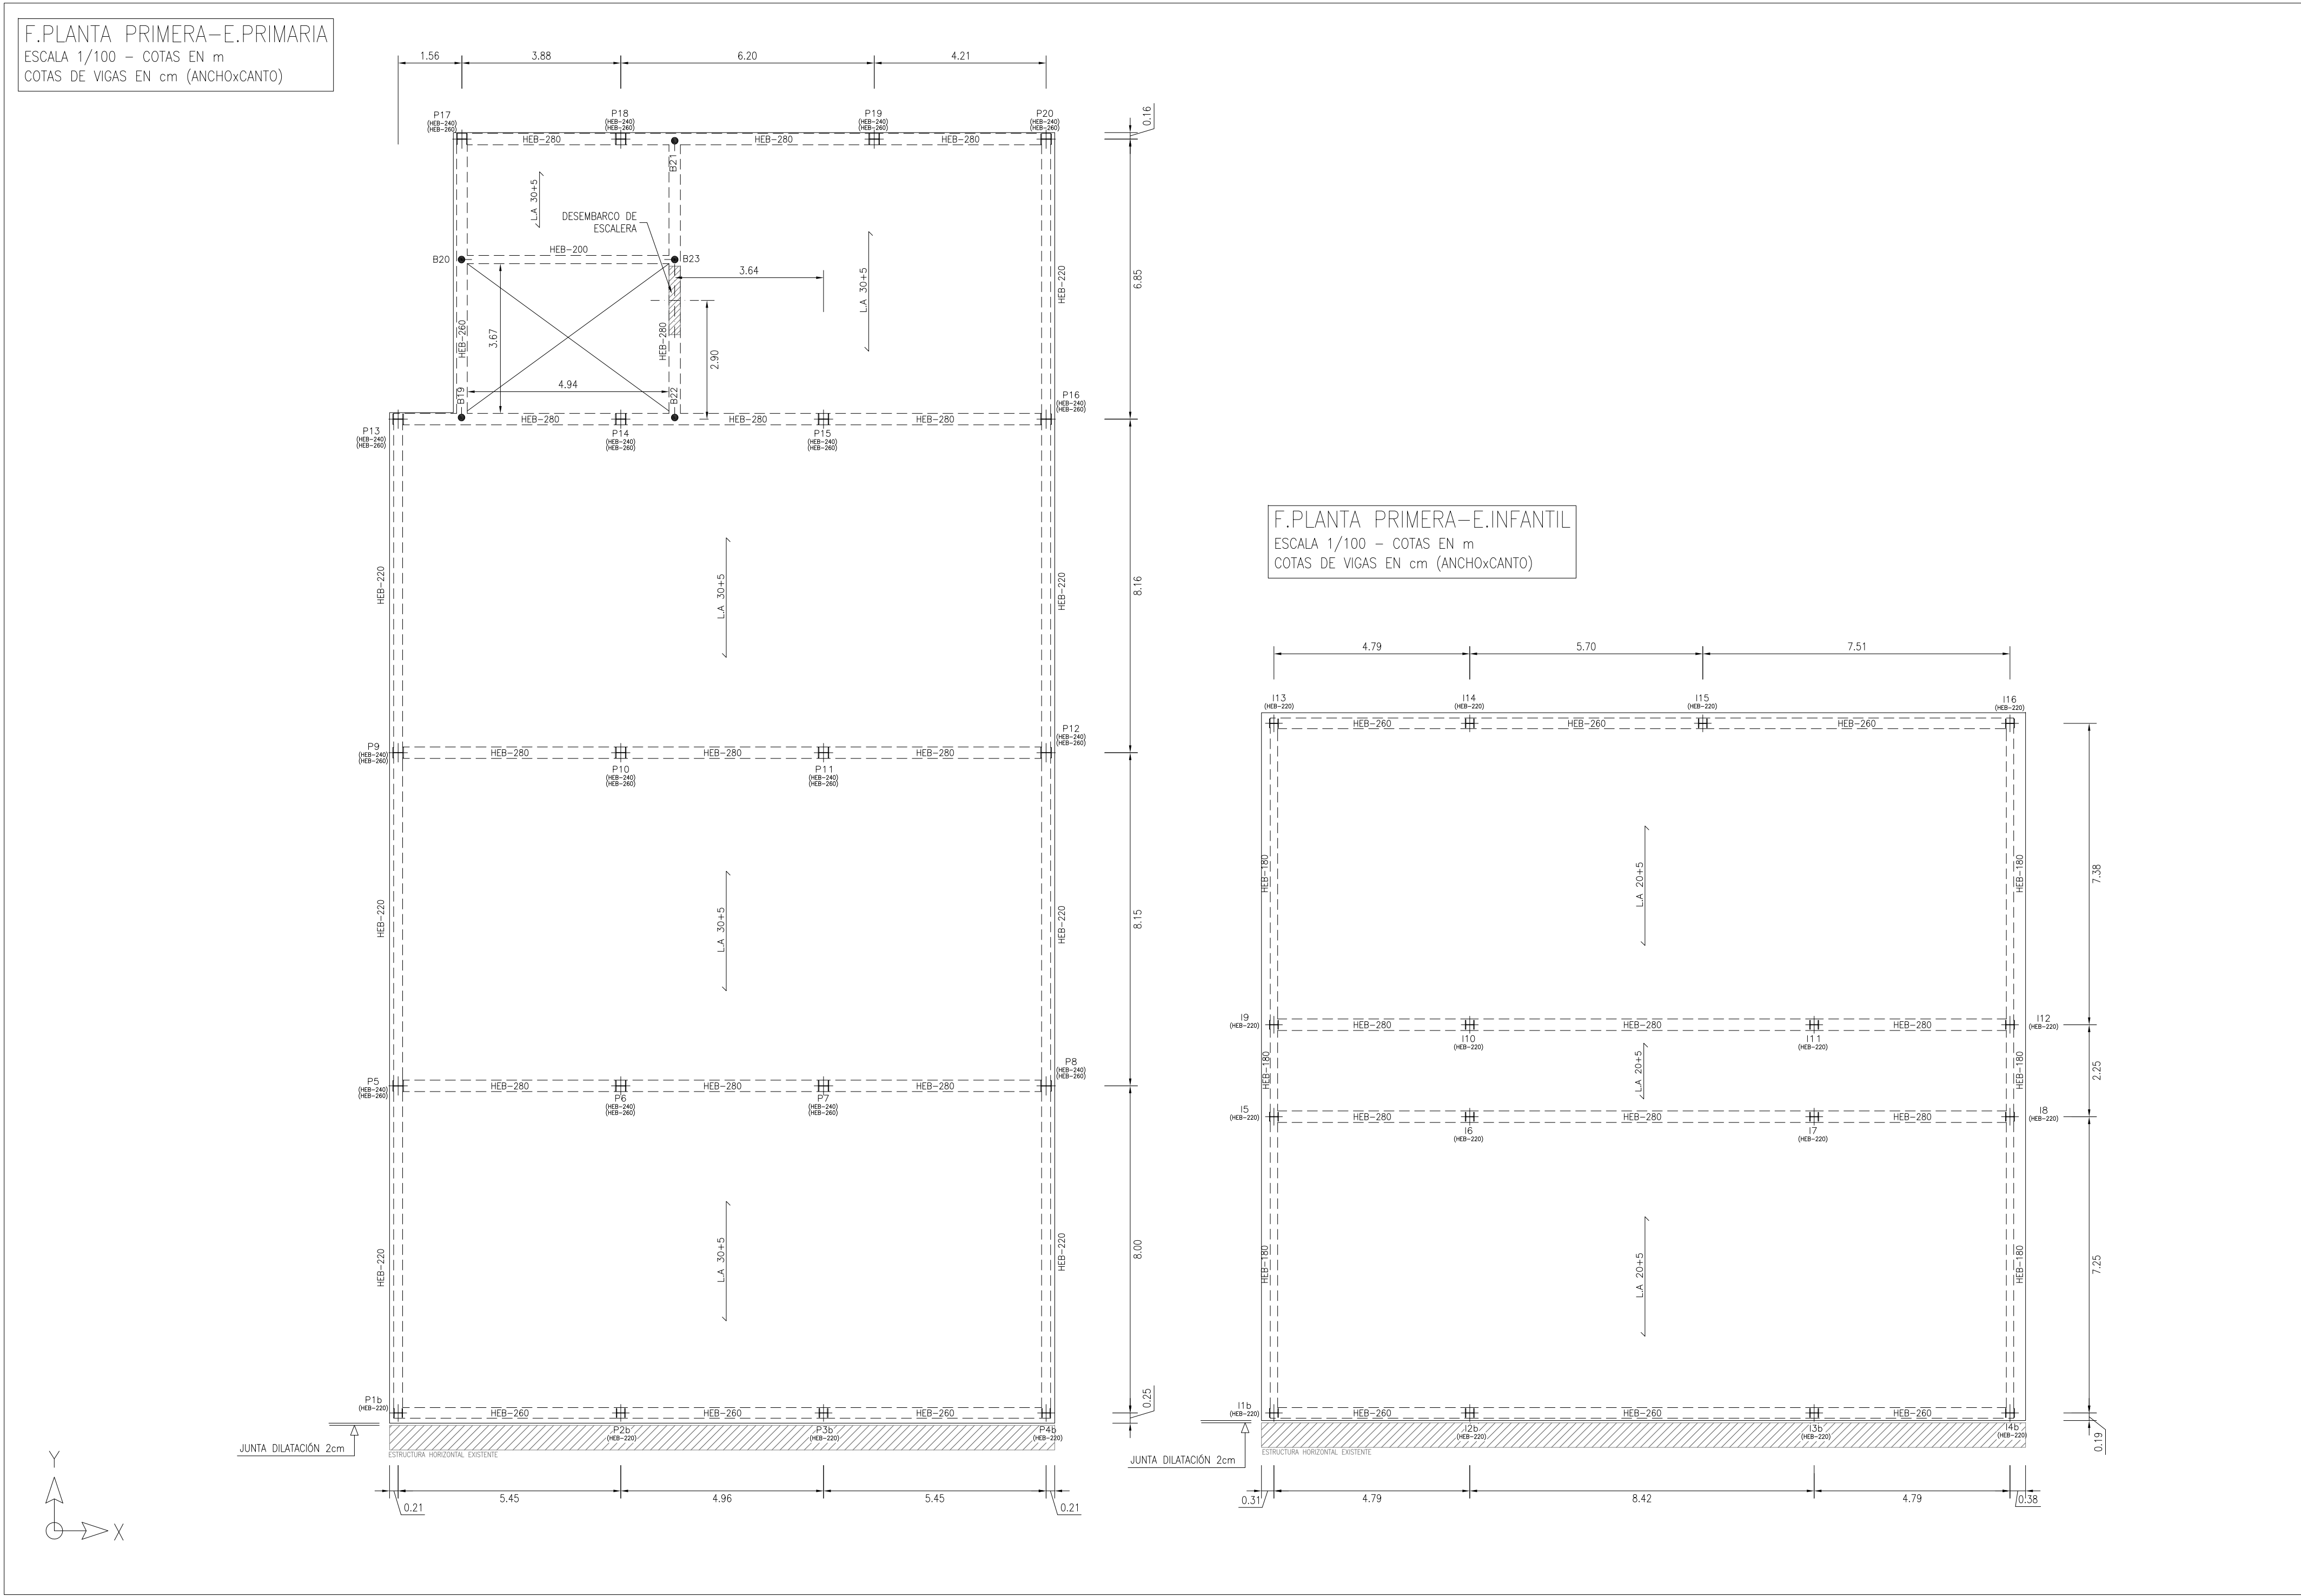 F.PLANTA PRIMERA-E.PRIMARIA
ESCALA 1/100 - COTAS EN m
COTAS DE VIGAS EN cm (ANCHOxCANTO)
1.56
3.88
6.20
4.21
0.16
P17
(HEB-240)
(HEB-260)
P18
(HEB-240)
(HEB-260)
P19
(HEB-240)
(HEB-260)
P20
(HEB-240)
(HEB-260)
HEB-280
HEB-280
HEB-280
B21
L.A 30+5
DESEMBARCO DE
ESCALERA
HEB-200
B20
B23
3.64
L.A 30+5
HEB-220
6.85
HEB-260
3.67
HEB-280
2.90
4.94
B19
B22
P16
(HEB-240)
(HEB-260)
HEB-280
HEB-280
HEB-280
P13
(HEB-240)
(HEB-260)
P14
(HEB-240)
(HEB-260)
P15
(HEB-240)
(HEB-260)
HEB-220
L.A 30+5
HEB-220
8.16
P9
(HEB-240)
(HEB-260)
HEB-280
HEB-280
HEB-280
P12
(HEB-240)
(HEB-260)
P10
(HEB-240)
(HEB-260)
P11
(HEB-240)
(HEB-260)
HEB-220
L.A 30+5
HEB-220
8.15
P5
(HEB-240)
(HEB-260)
HEB-280
HEB-280
HEB-280
P8
(HEB-240)
(HEB-260)
P6
(HEB-240)
(HEB-260)
P7
(HEB-240)
(HEB-260)
HEB-220
L.A 30+5
HEB-220
8.00
0.25
P1b
(HEB-220)
HEB-260
HEB-260
HEB-260
P2b
(HEB-220)
P3b
(HEB-220)
P4b
(HEB-220)
JUNTA DILATACIÓN 2cm
ESTRUCTURA HORIZONTAL EXISTENTE
0.21
5.45
4.96
5.45
0.21
Y
X
F.PLANTA PRIMERA-E.INFANTIL
ESCALA 1/100 - COTAS EN m
COTAS DE VIGAS EN cm (ANCHOxCANTO)
4.79
5.70
7.51
I13
(HEB-220)
I14
(HEB-220)
I15
(HEB-220)
I16
(HEB-220)
HEB-260
HEB-260
HEB-260
HEB-180
L.A 20+5
HEB-180
7.38
I9
(HEB-220)
HEB-280
HEB-280
HEB-280
I12
(HEB-220)
I10
(HEB-220)
I11
(HEB-220)
HEB-180
L.A 20+5
HEB-180
2.25
I5
(HEB-220)
HEB-280
HEB-280
HEB-280
I8
(HEB-220)
I6
(HEB-220)
I7
(HEB-220)
HEB-180
L.A 20+5
HEB-180
7.25
I1b
(HEB-220)
HEB-260
HEB-260
HEB-260
I2b
(HEB-220)
I3b
(HEB-220)
I4b
(HEB-220)
0.19
ESTRUCTURA HORIZONTAL EXISTENTE
JUNTA DILATACIÓN 2cm
0.31
4.79
8.42
4.79
0.38